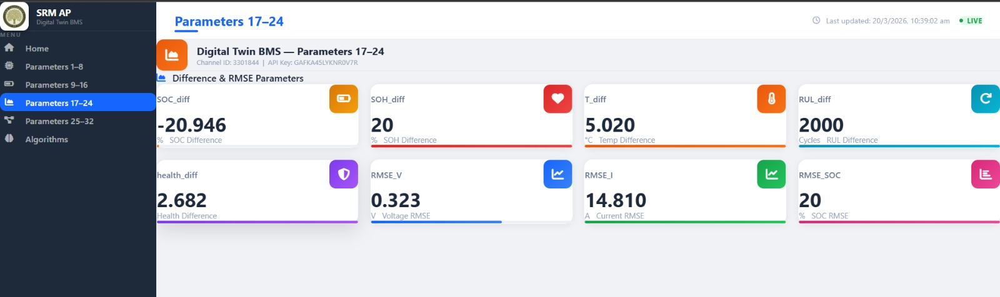 SRM AP
Digital Twin BMS
MENU
Home
Parameters 1–8
Parameters 9–16
Parameters 17–24
Parameters 25–32
Algorithms
Parameters 17–24
Last updated: 20/3/2026, 10:39:02 am
LIVE
Digital Twin BMS — Parameters 17–24
Channel ID: 3301844 | API Key: GAFKA45LYKNR0V7R
Difference & RMSE Parameters
SOC_diff
-20.946
% SOC Difference
SOH_diff
20
% SOH Difference
T_diff
5.020
°C Temp Difference
RUL_diff
2000
Cycles RUL Difference
health_diff
2.682
Health Difference
RMSE_V
0.323
V Voltage RMSE
RMSE_I
14.810
A Current RMSE
RMSE_SOC
20
% SOC RMSE